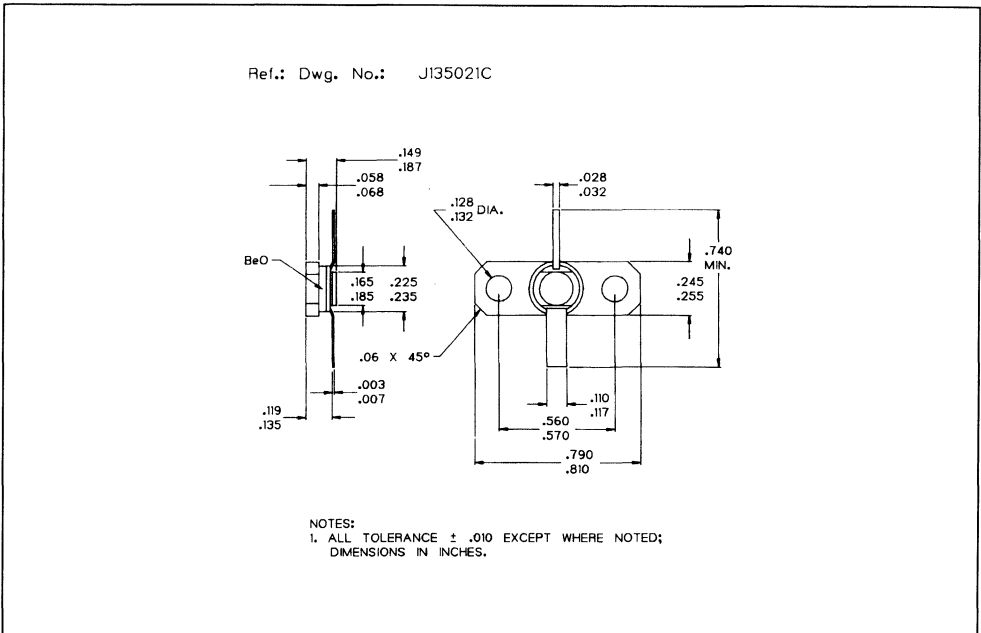 Ref.: Dwg. No.: J135021C
.149
.187
.058
.068
.028
.032
.128
.132 DIA.
.740
MIN.
BeO
.165 .225
.185 .235
.245
.255
.06 X 45°
.003
.007
.119
.135
.110
.117
.560
.570
.790
.810
NOTES:
1. ALL TOLERANCE ± .010 EXCEPT WHERE NOTED;
DIMENSIONS IN INCHES.